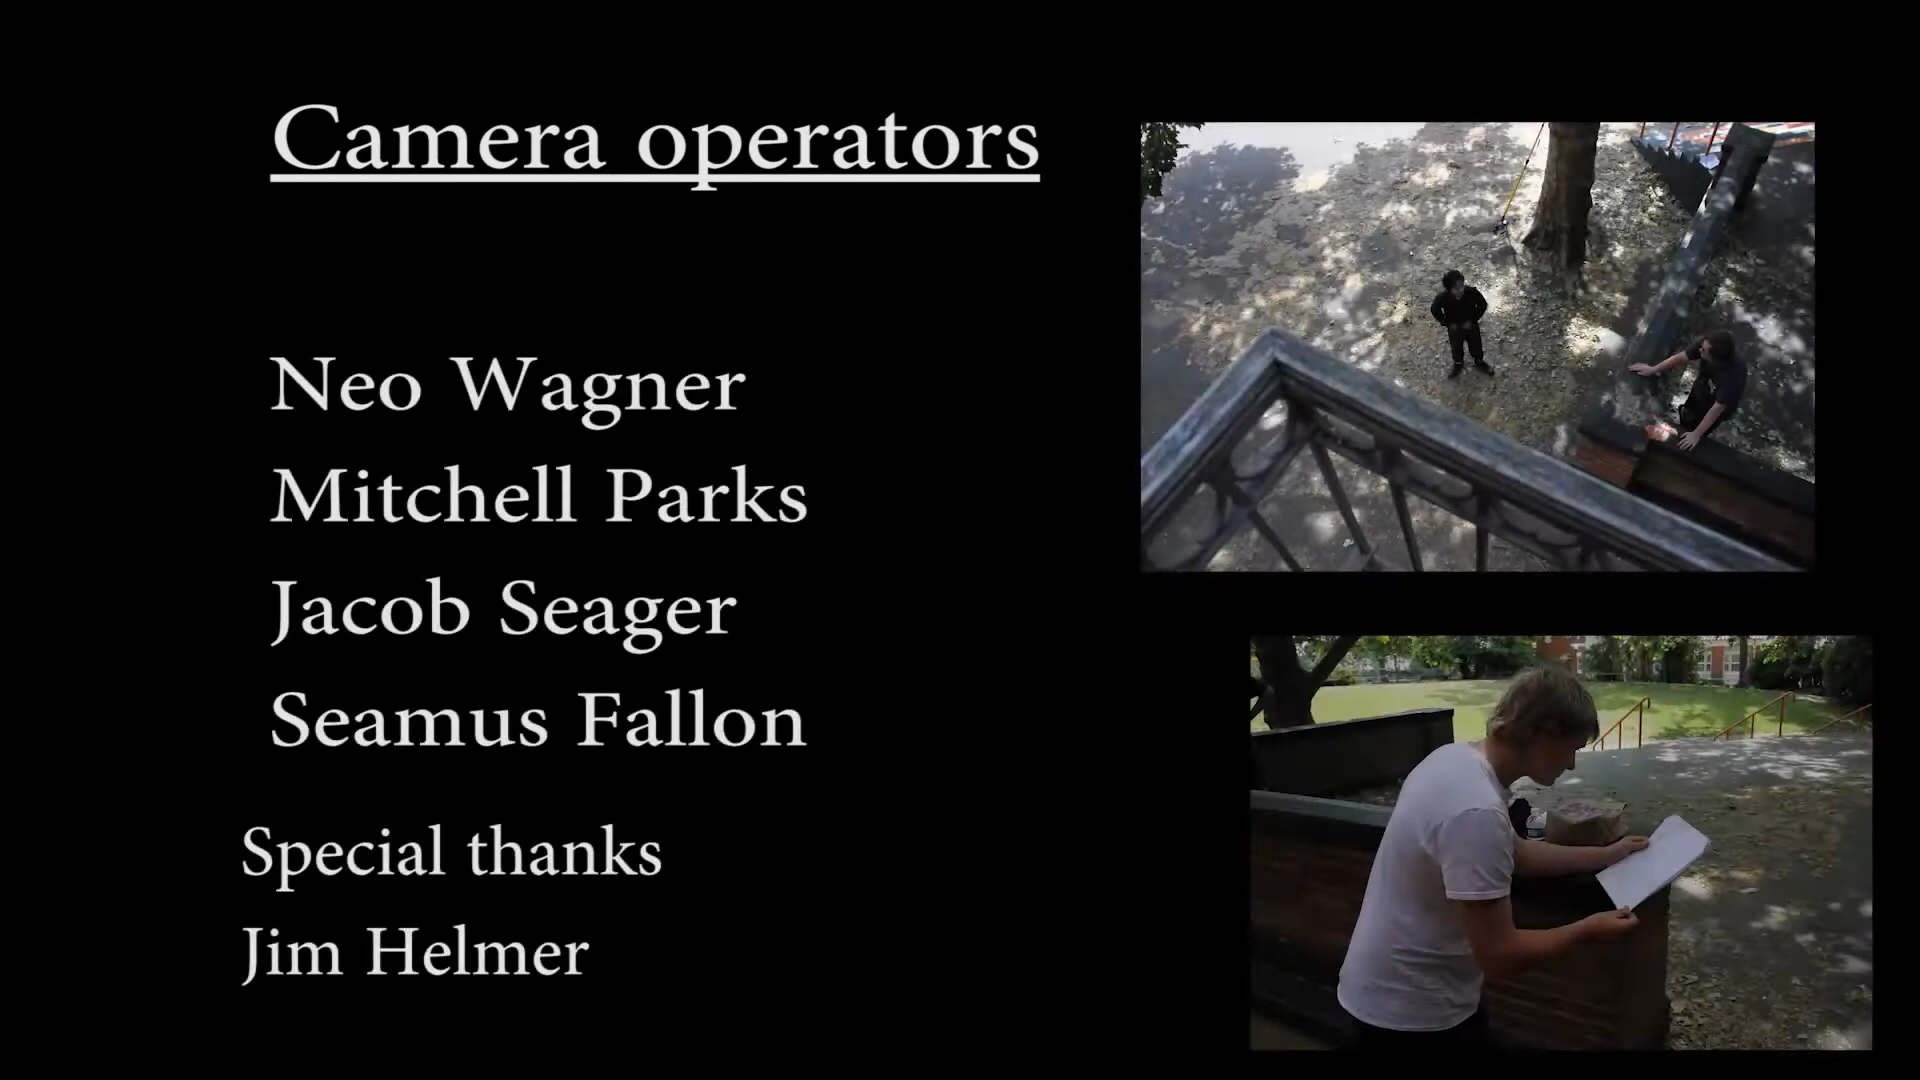 Camera operators
Neo Wagner
Mitchell Parks
Jacob Seager
Seamus Fallon
Special thanks
Jim Helmer